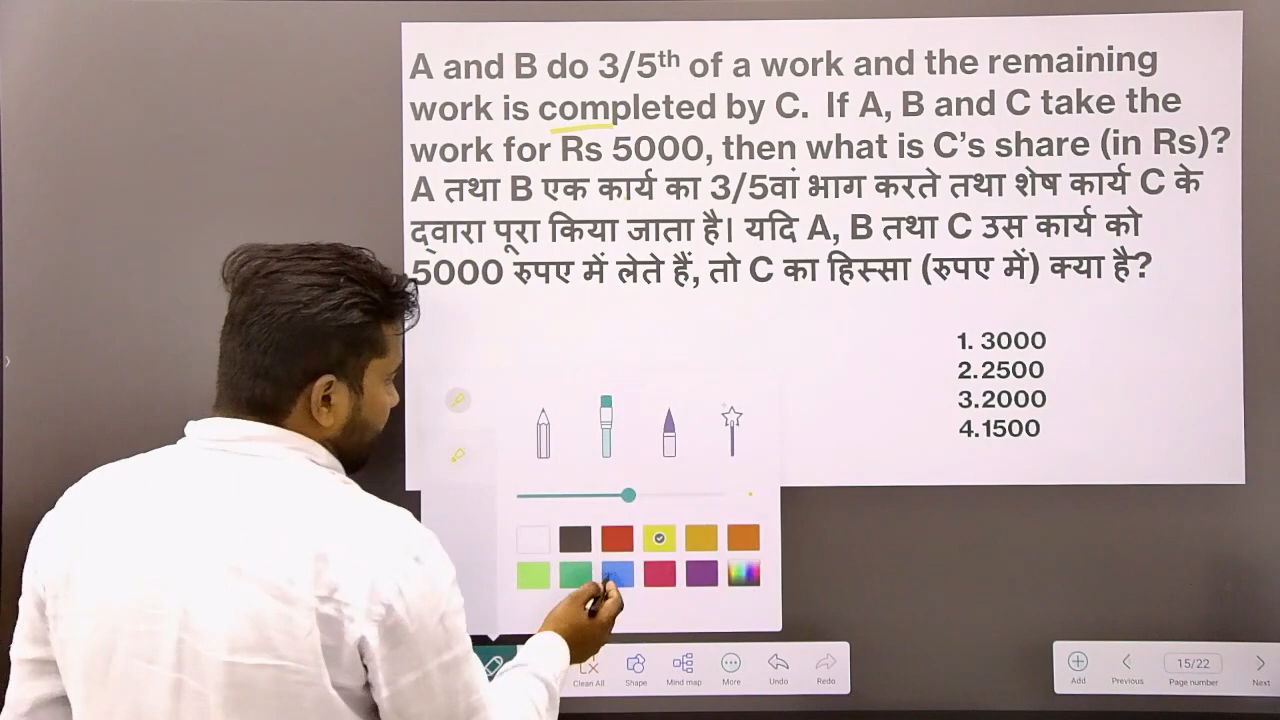 A and B do 3/5th of a work and the remaining
work is completed by C. If A, B and C take the
work for Rs 5000, then what is C’s share (in Rs)?
A तथा B एक कार्य का 3/5वां भाग करते तथा शेष कार्य C के
द्वारा पूरा किया जाता है। यदि A, B तथा C उस कार्य को
5000 रुपए में लेते हैं, तो C का हिस्सा (रुपए में) क्या है?
1. 3000
2.2500
3.2000
4.1500
Clean All
Shape
Mind map
More
Undo
Redo
Add
Previous
15/22
Page number
Next